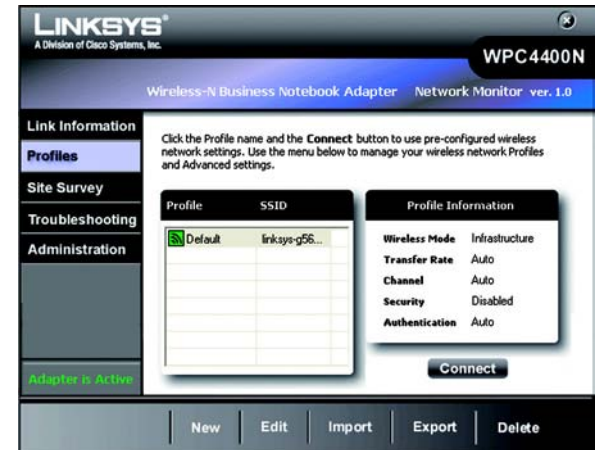 LINKSYS®
A Division of Cisco Systems, Inc.
WPC4400N
Wireless-N Business Notebook Adapter Network Monitor ver. 1.0
Link Information
Profiles
Site Survey
Troubleshooting
Administration
Adapter is Active
Click the Profile name and the Connect button to use pre-configured wireless
network settings. Use the menu below to manage your wireless network Profiles
and Advanced settings.
Profile SSID
Default linksys-g56...
Profile Information
Wireless Mode Infrastructure
Transfer Rate Auto
Channel Auto
Security Disabled
Authentication Auto
Connect
New Edit Import Export Delete